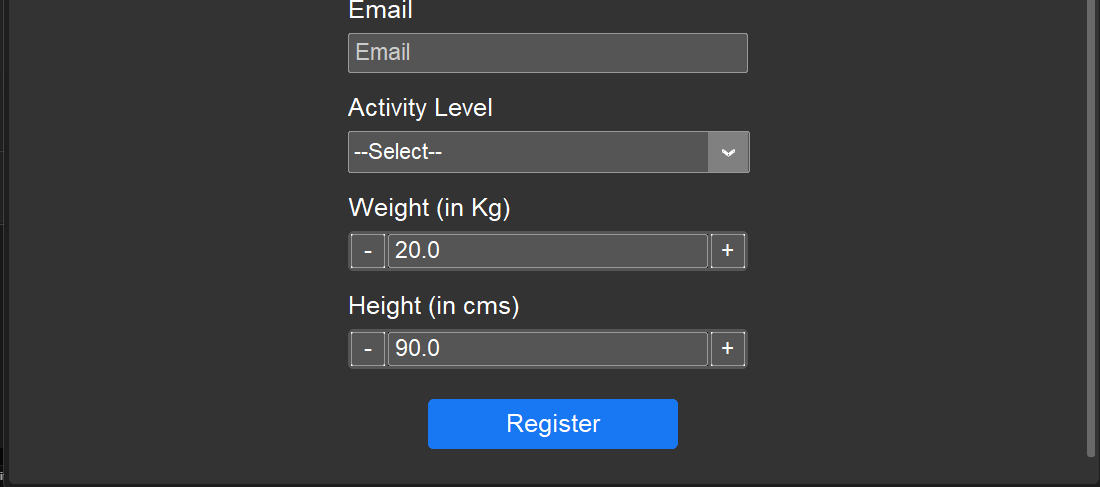 Email
Email
Activity Level
--Select--
Weight (in Kg)
- 20.0 +
Height (in cms)
- 90.0 +
Register